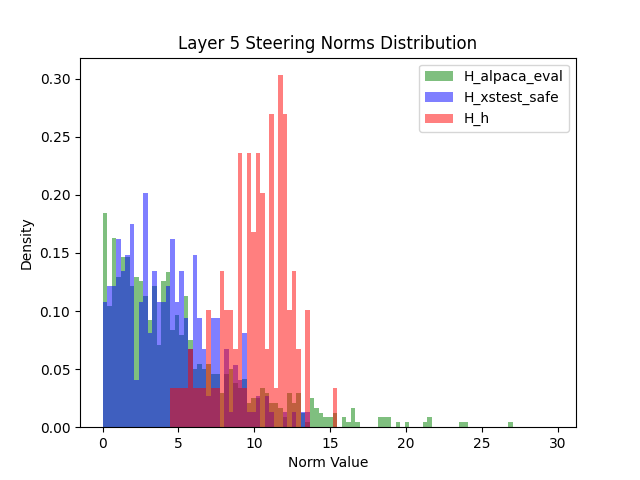 Layer 5 Steering Norms Distribution
H_alpaca_eval
H_xstest_safe
H_h
0.30
0.25
0.20
0.15
0.10
0.05
0.00
Density
0 5 10 15 20 25 30
Norm Value